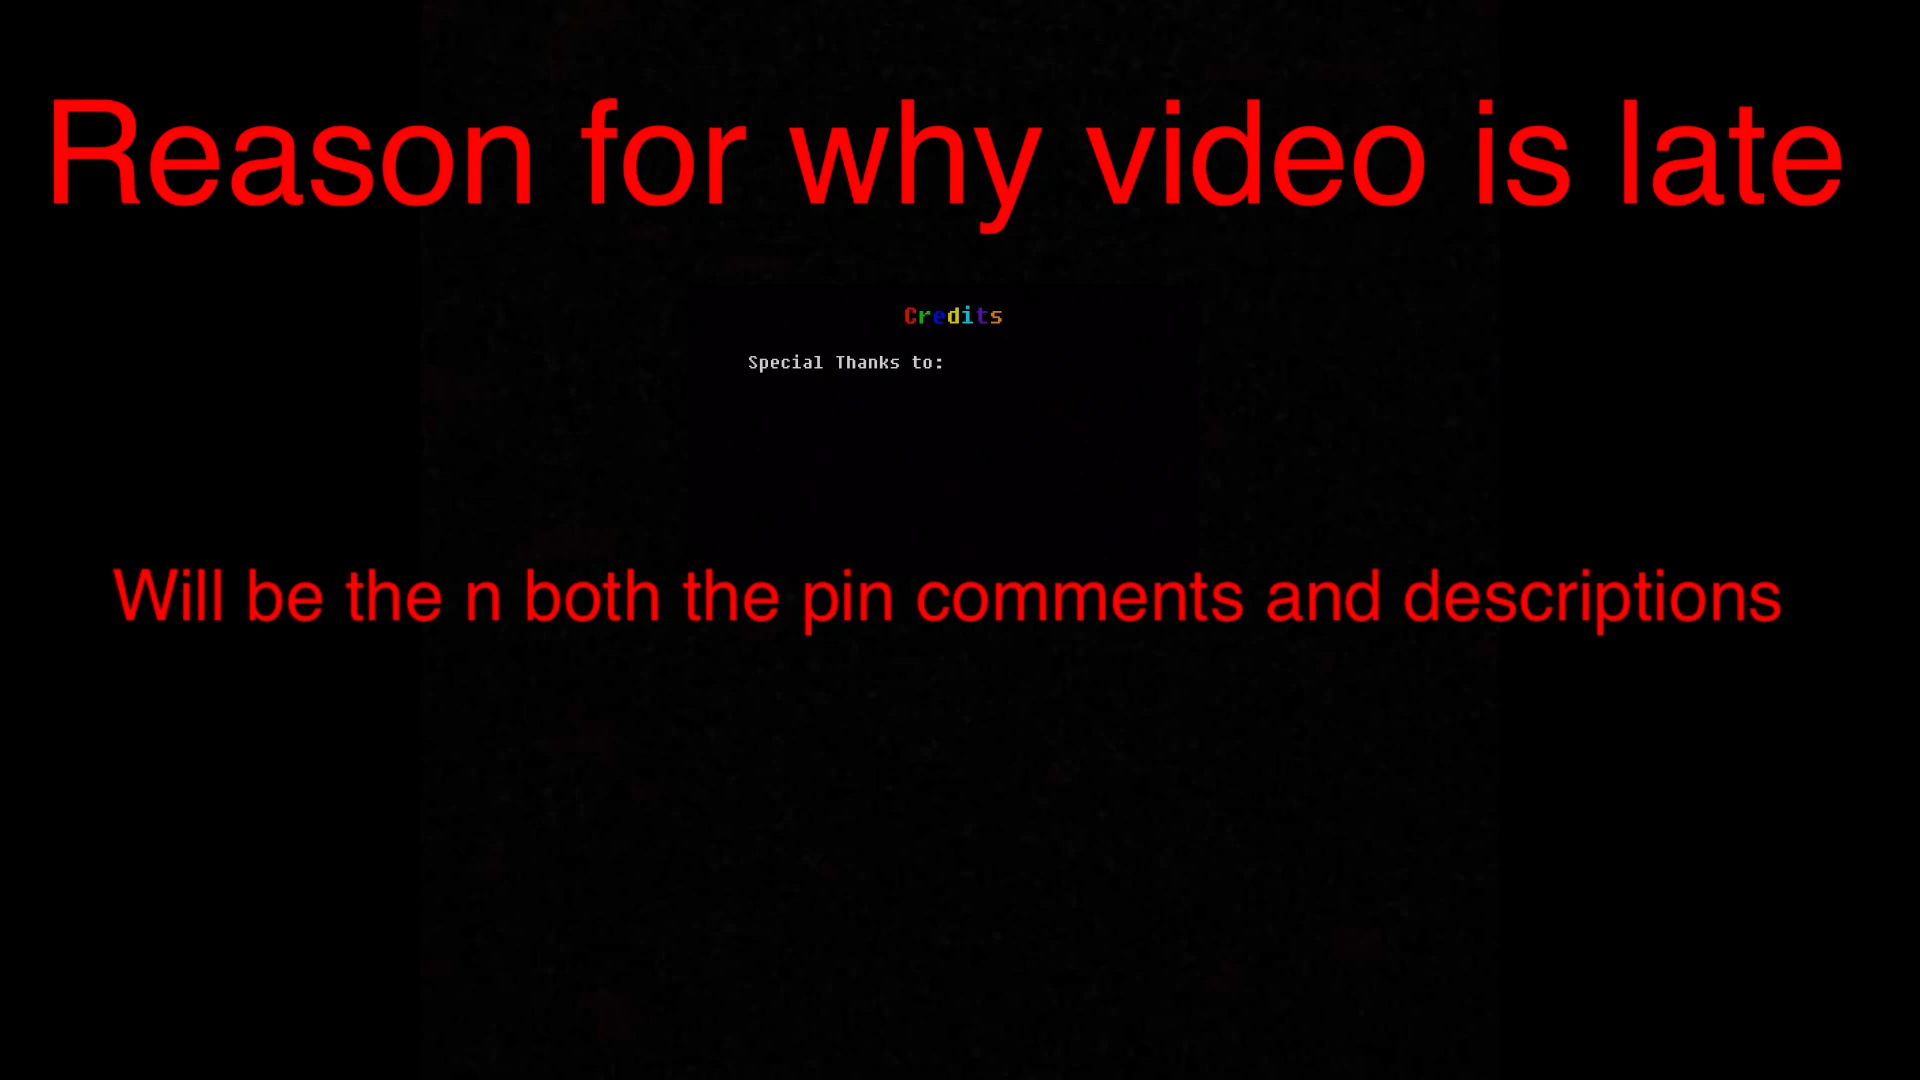 Reason for why video is late
Credits
Special Thanks to:
Will be the n both the pin comments and descriptions